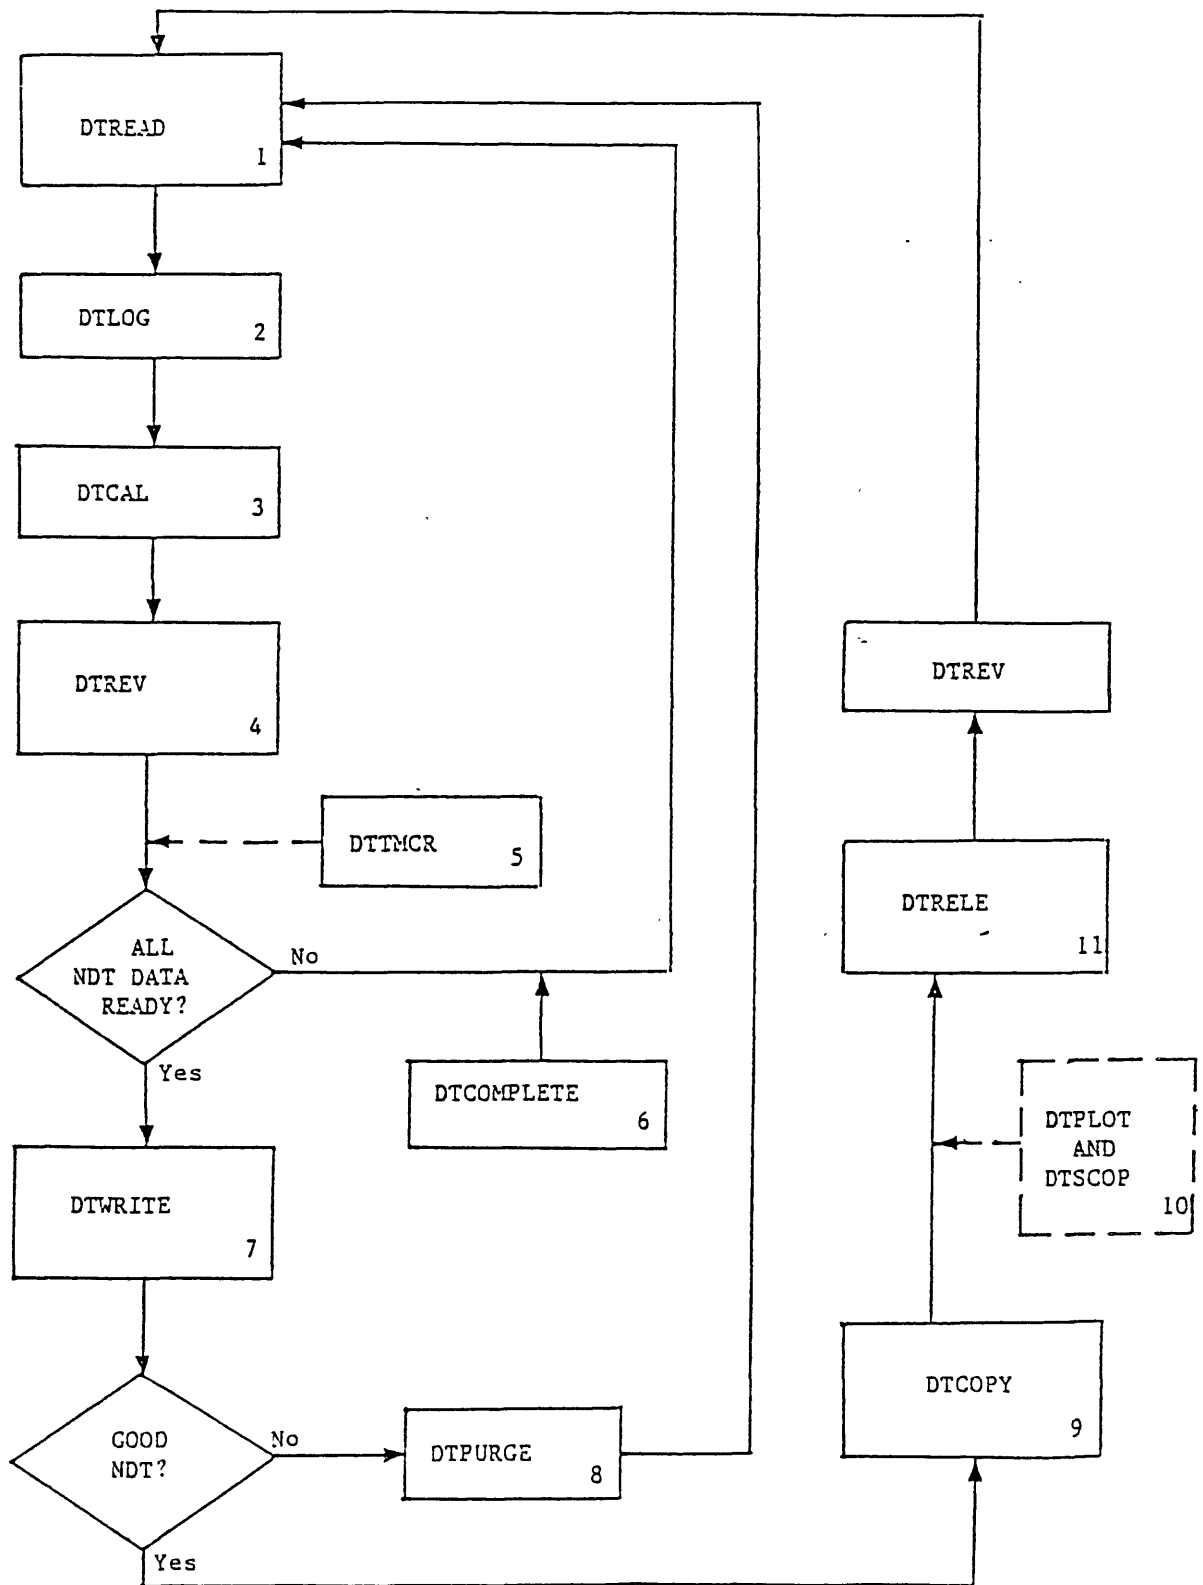 DTREAD
1
DTLOG
2
DTCAL
3
DTREV
4
DTTMCR
5
ALL
NDT DATA
READY?
No
Yes
DTCOMPLETE
6
DTWRITE
7
GOOD
NDT?
No
Yes
DTPURGE
8
DTCOPY
9
DTPLOT
AND
DTSCOP
10
DTRELE
11
DTREV